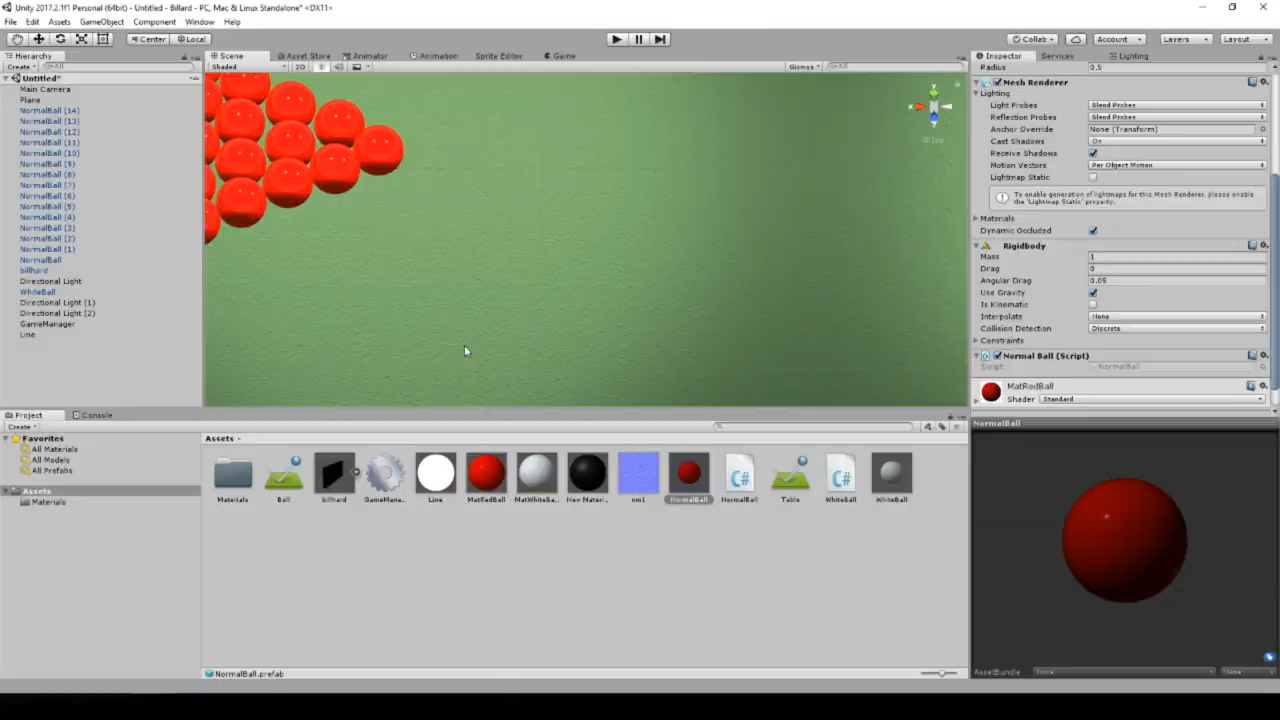 Unity 2017.2.1f1 Personal (64bit) - Untitled - Billard - PC, Mac & Linux Standalone* <DX11>
File Edit Assets GameObject Component Window Help
Center Local Collab Account Layers Layout
Hierarchy
Create All
Untitled*
Main Camera
Plane
NormalBall (14)
NormalBall (13)
NormalBall (12)
NormalBall (11)
NormalBall (10)
NormalBall (9)
NormalBall (8)
NormalBall (7)
NormalBall (6)
NormalBall (5)
NormalBall (4)
NormalBall (3)
NormalBall (2)
NormalBall (1)
NormalBall
billhard
Directional Light
WhiteBall
Directional Light (1)
Directional Light (2)
GameManager
Line
Scene Asset Store Animator Animation Sprite Editor Game
Shaded 2D Gizmos All
y
x
z
Iso
Inspector Services Lighting
Radius 0.5
Mesh Renderer
Lighting
Light Probes Blend Probes
Reflection Probes Blend Probes
Anchor Override None (Transform)
Cast Shadows On
Receive Shadows
Motion Vectors Per Object Motion
Lightmap Static
To enable generation of lightmaps for this Mesh Renderer, please enable
the 'Lightmap Static' property.
Materials
Dynamic Occluded
Rigidbody
Mass 1
Drag 0
Angular Drag 0.05
Use Gravity
Is Kinematic
Interpolate None
Collision Detection Discrete
Constraints
Normal Ball (Script)
Script NormalBall
MatRedBall
Shader Standard
NormalBall
AssetBundle None None
Project Console
Create
Favorites
All Materials
All Models
All Prefabs
Assets
Materials
Assets
Materials Ball billhard GameMana... Line MatRedBall MatWhiteBa... New Materi... nm1 NormalBall NormalBall Table WhiteBall WhiteBall
C# C#
NormalBall.prefab